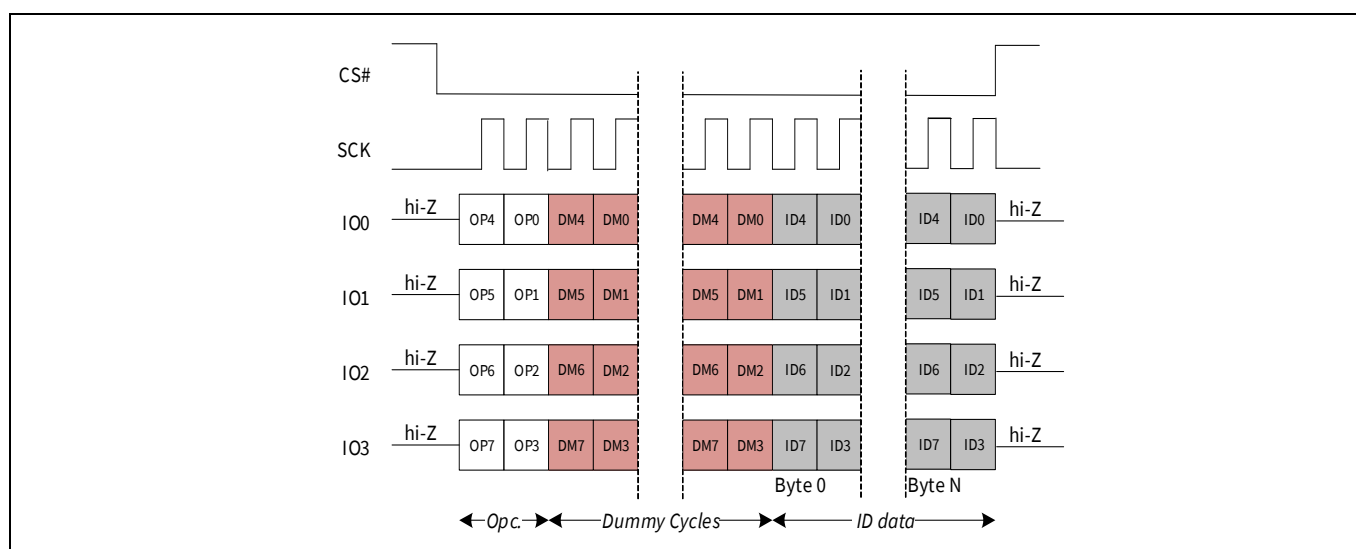 CS#
SCK
IO0 hi-Z OP4 OP0 DM4 DM0 DM4 DM0 ID4 ID0 ID4 ID0 hi-Z
IO1 hi-Z OP5 OP1 DM5 DM1 DM5 DM1 ID5 ID1 ID5 ID1 hi-Z
IO2 hi-Z OP6 OP2 DM6 DM2 DM6 DM2 ID6 ID2 ID6 ID2 hi-Z
IO3 hi-Z OP7 OP3 DM7 DM3 DM7 DM3 ID7 ID3 ID7 ID3 hi-Z
Byte 0 Byte N
Opc. Dummy Cycles ID data